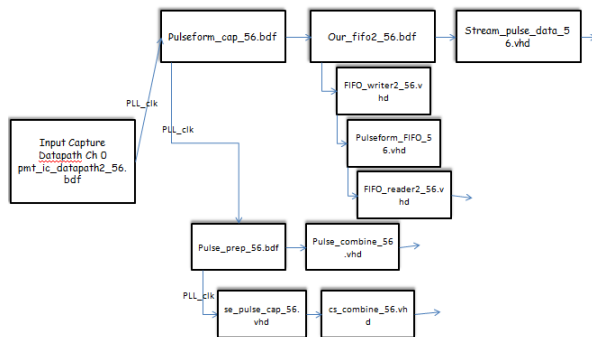 Pulseform_cap_56.bdf
Our_fifo2_56.bdf
Stream_pulse_data_5
6.vhd
FIFO_writer2_56.v
hd
PLL_clk
PLL_clk
Input Capture
Datapath Ch 0
pmt_ic_datapath2_56.
bdf
Pulseform_FIFO_5
6.vhd
FIFO_reader2_56.v
hd
Pulse_prep_56.bdf
Pulse_combine_56
.vhd
PLL_clk
se_pulse_cap_56.
vhd
cs_combine_56.vh
d